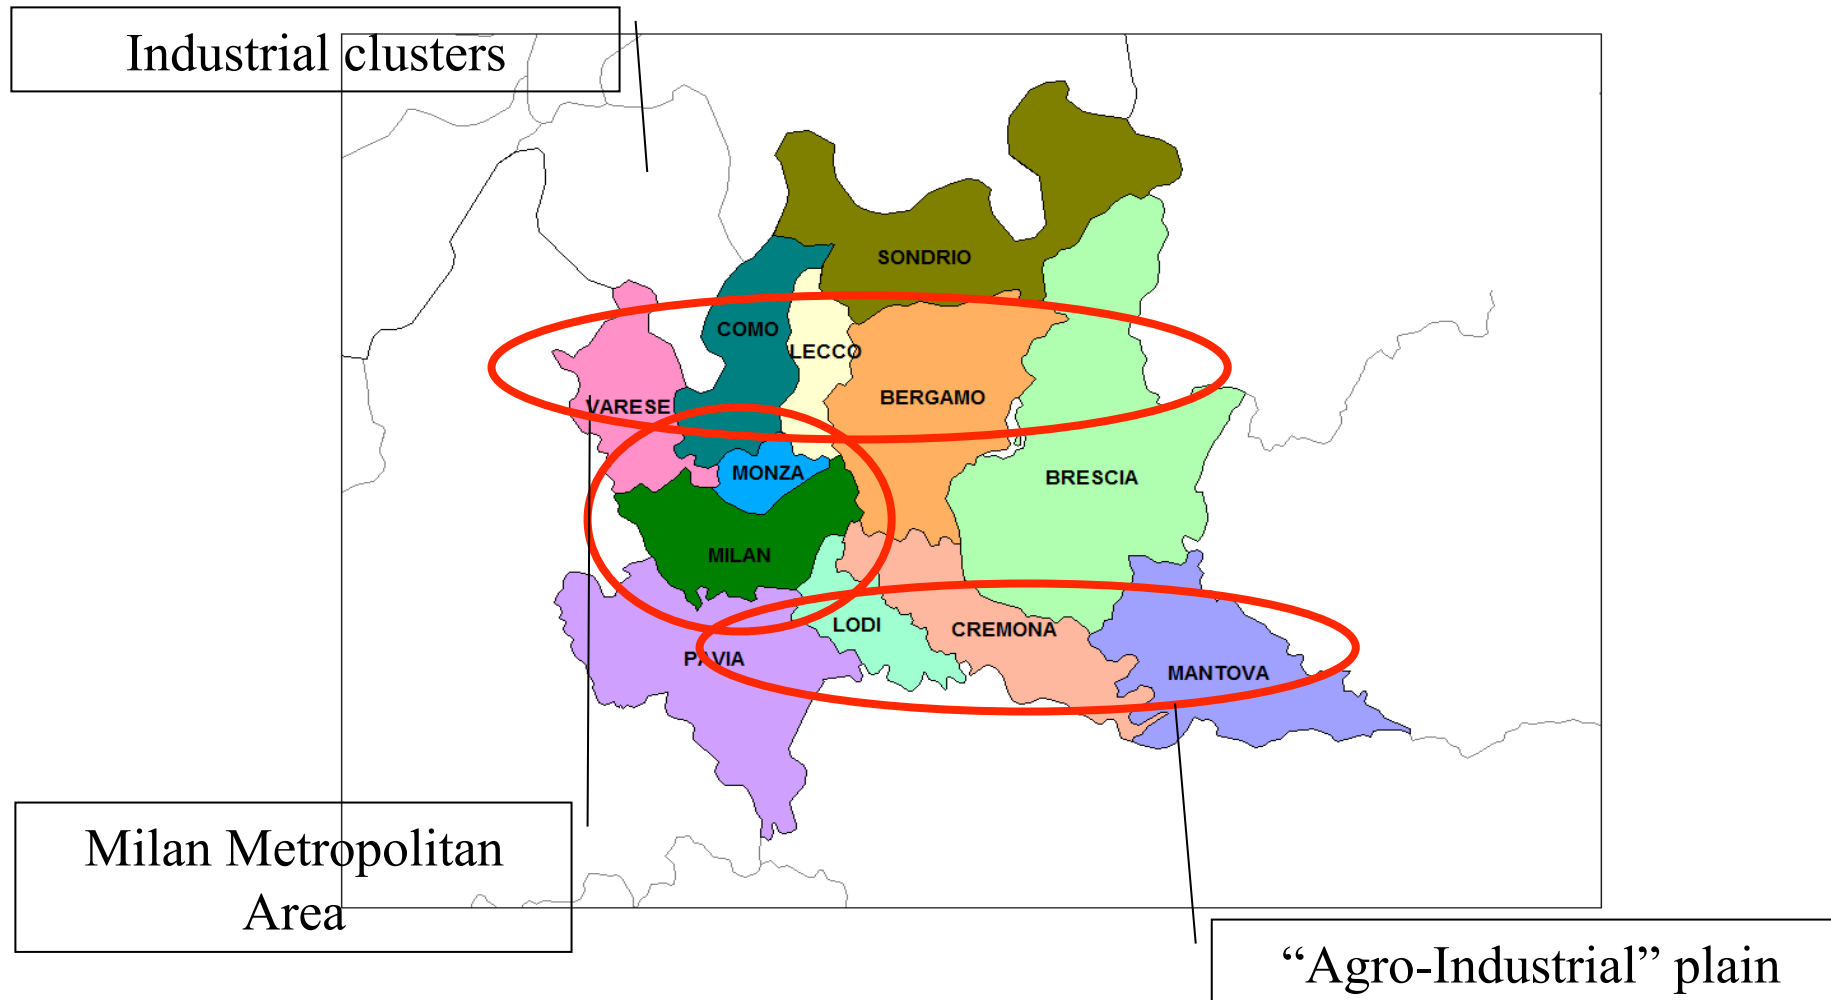 Industrial clusters
SONDRIO
COMO
LECCO
BERGAMO
VARESE
MONZA
BRESCIA
MILAN
LODI
CREMONA
PAVIA
MANTOVA
Milan Metropolitan
Area
“Agro-Industrial” plain